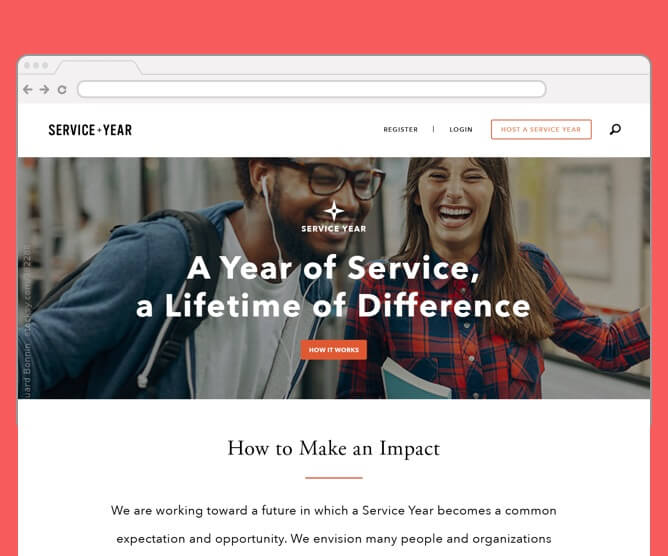 SERVICE+YEAR
REGISTER | LOGIN HOST A SERVICE YEAR
SERVICE YEAR
A Year of Service,
a Lifetime of Difference
HOW IT WORKS
How to Make an Impact
We are working toward a future in which a Service Year becomes a common
expectation and opportunity. We envision many people and organizations